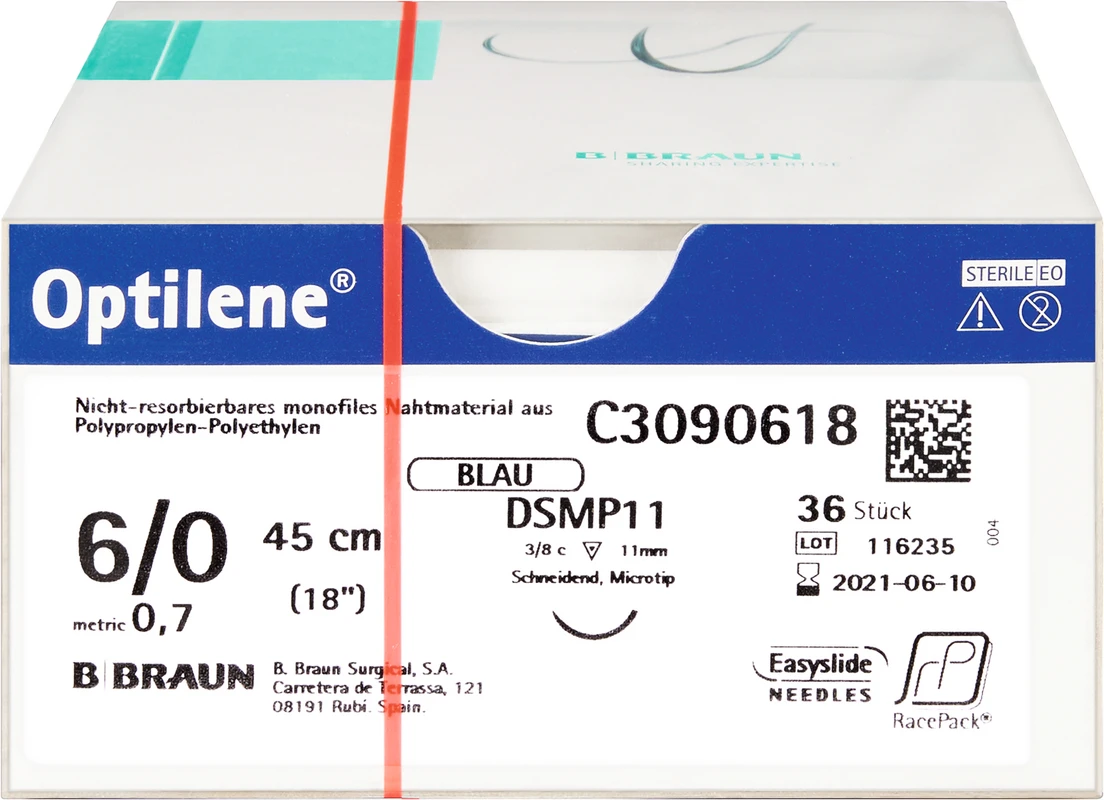 B|BRAUN
SHARING EXPERTISE
Optilene®
STERILE EO
2
Nicht-resorbierbares monofiles Nahtmaterial aus
Polypropylen-Polyethylen
C3090618
BLAU
6/0
45 cm
(18")
metric 0,7
DSMP11
3/8 c 11mm
Schneidend, Microtip
36 Stück
LOT 116235
2021-06-10
004
B|BRAUN
B. Braun Surgical, S.A.
Carretera de Terrassa, 121
08191 Rubí. Spain.
Easyslide
NEEDLES
RacePack®